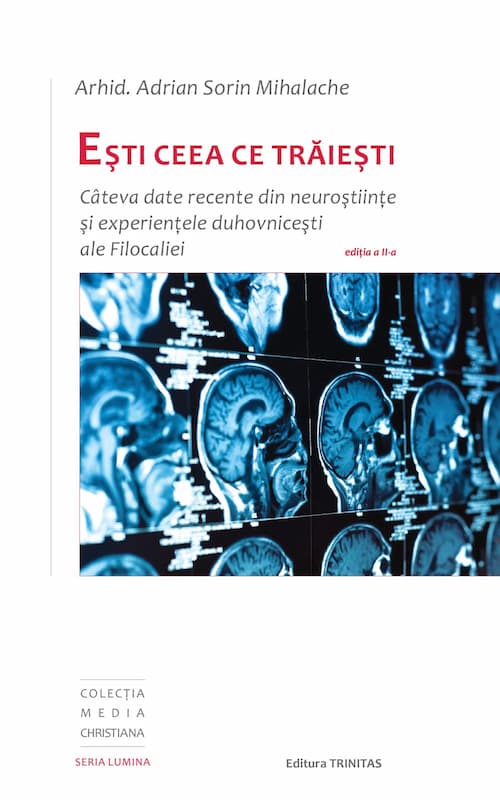 Arhid. Adrian Sorin Mihalache
EŞTI CEEA CE TRĂIEŞTI
Câteva date recente din neuroştiinţe
şi experienţele duhovniceşti
ale Filocaliei
ediţia a II-a
COLECŢIA
MEDIA
CHRISTIANA
SERIA LUMINA
Editura TRINITAS